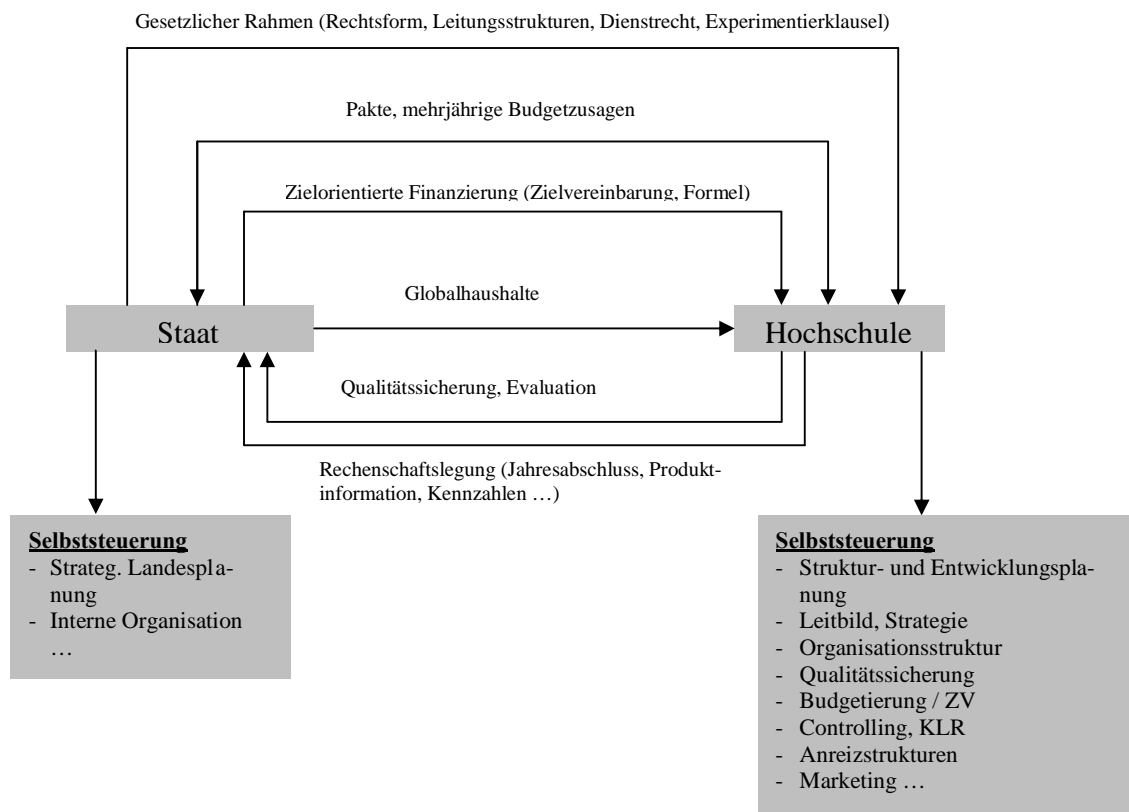 Gesetzlicher Rahmen (Rechtsform, Leitungsstrukturen, Dienstrecht, Experimentierklausel)
Pakte, mehrjährige Budgetzusagen
Zielorientierte Finanzierung (Zielvereinbarung, Formel)
Globalhaushalte
Staat
Hochschule
Qualitätssicherung, Evaluation
Rechenschaftslegung (Jahresabschluss, Produkt-
information, Kennzahlen …)
Selbststeuerung
- Strateg. Landespla-
nung
- Interne Organisation
…
Selbststeuerung
- Struktur- und Entwicklungspla-
nung
- Leitbild, Strategie
- Organisationsstruktur
- Qualitätssicherung
- Budgetierung / ZV
- Controlling, KLR
- Anreizstrukturen
- Marketing …